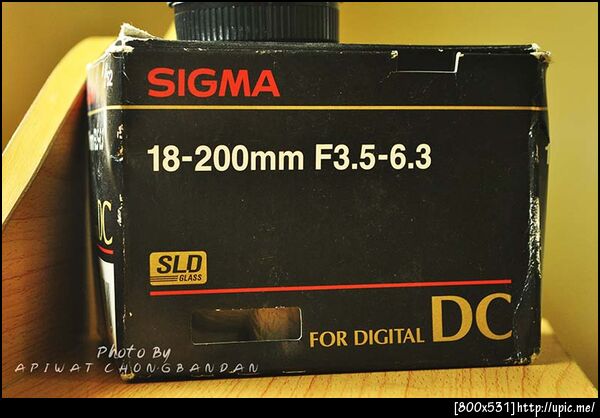 SIGMA
18-200mm F3.5-6.3
SLD
GLASS
FOR DIGITAL DC
DC
Photo By
APIWAT CHONGBANDAN
[800x531]http://upic.me/